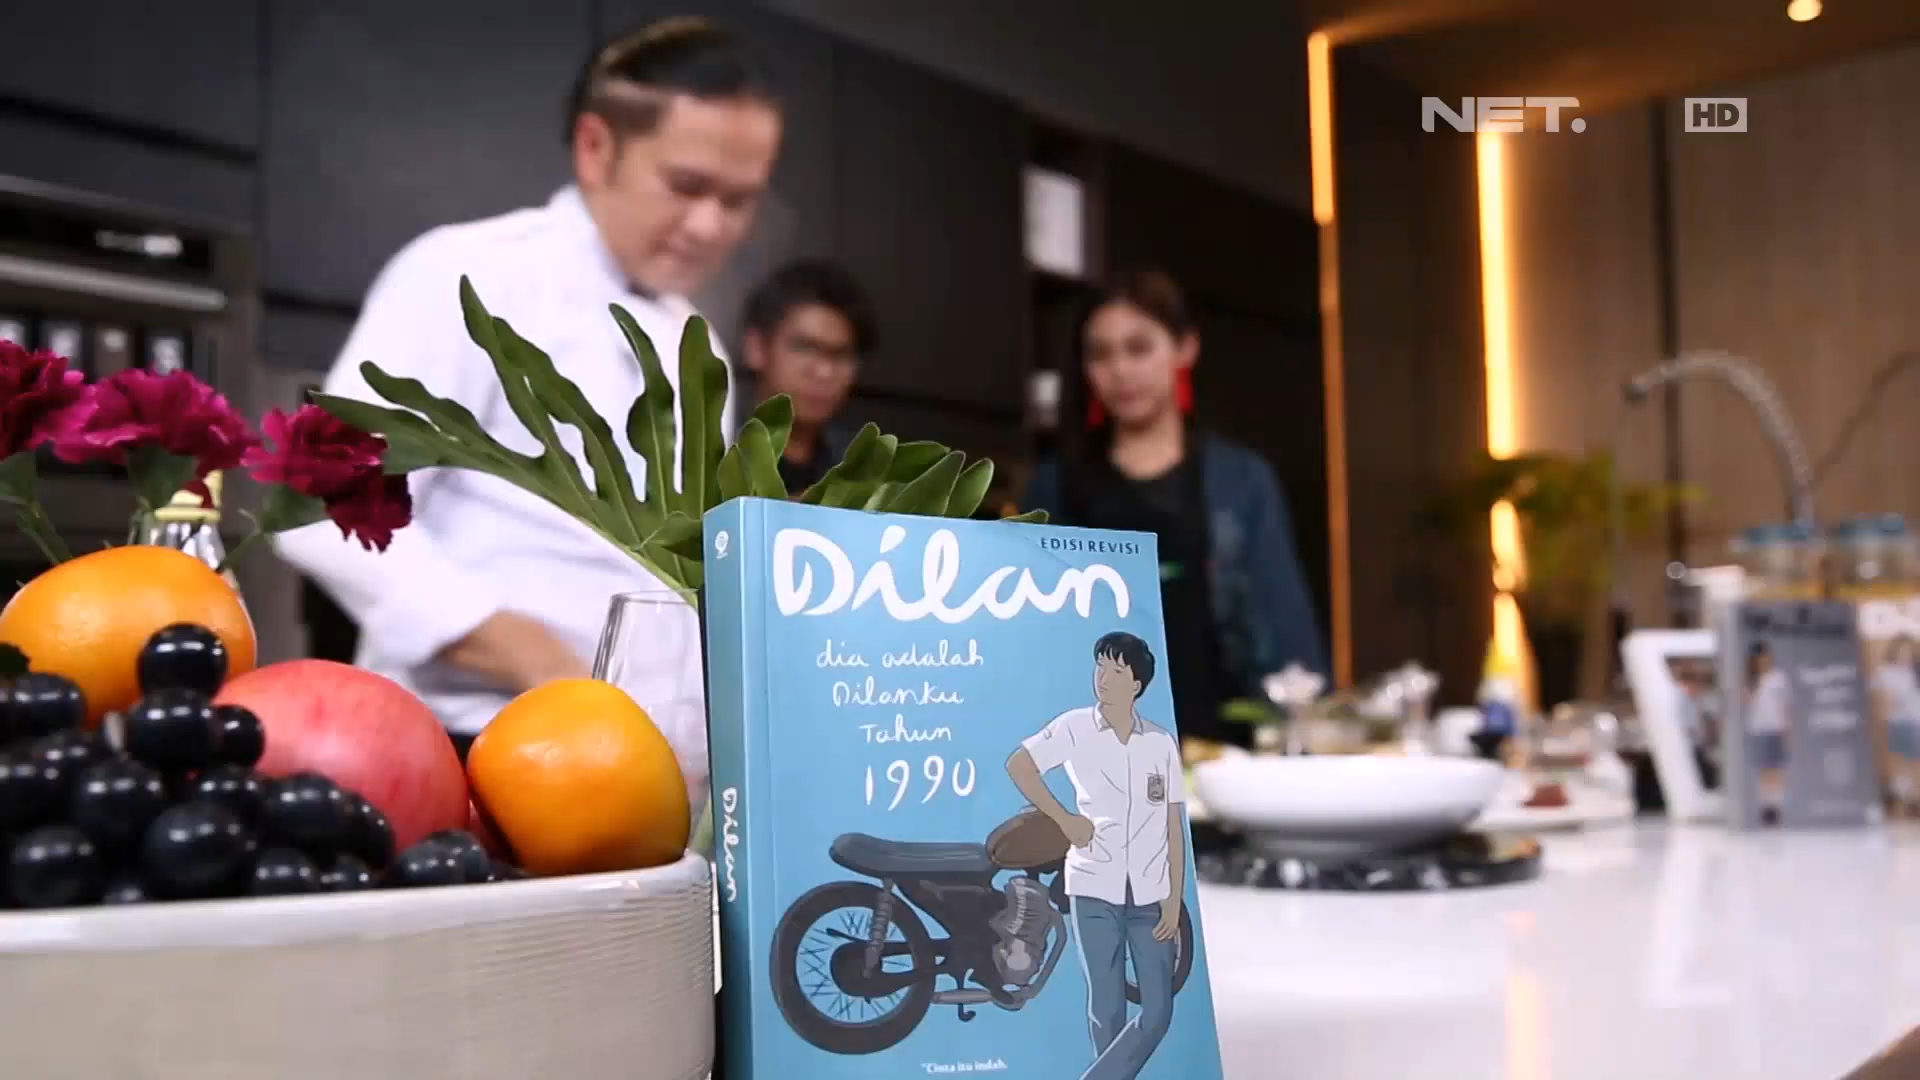 NET. HD
EDISI REVISI
Dilan
dia adalah
Dilanku
Tahun
1990
Dilan
"Cinta itu indah.